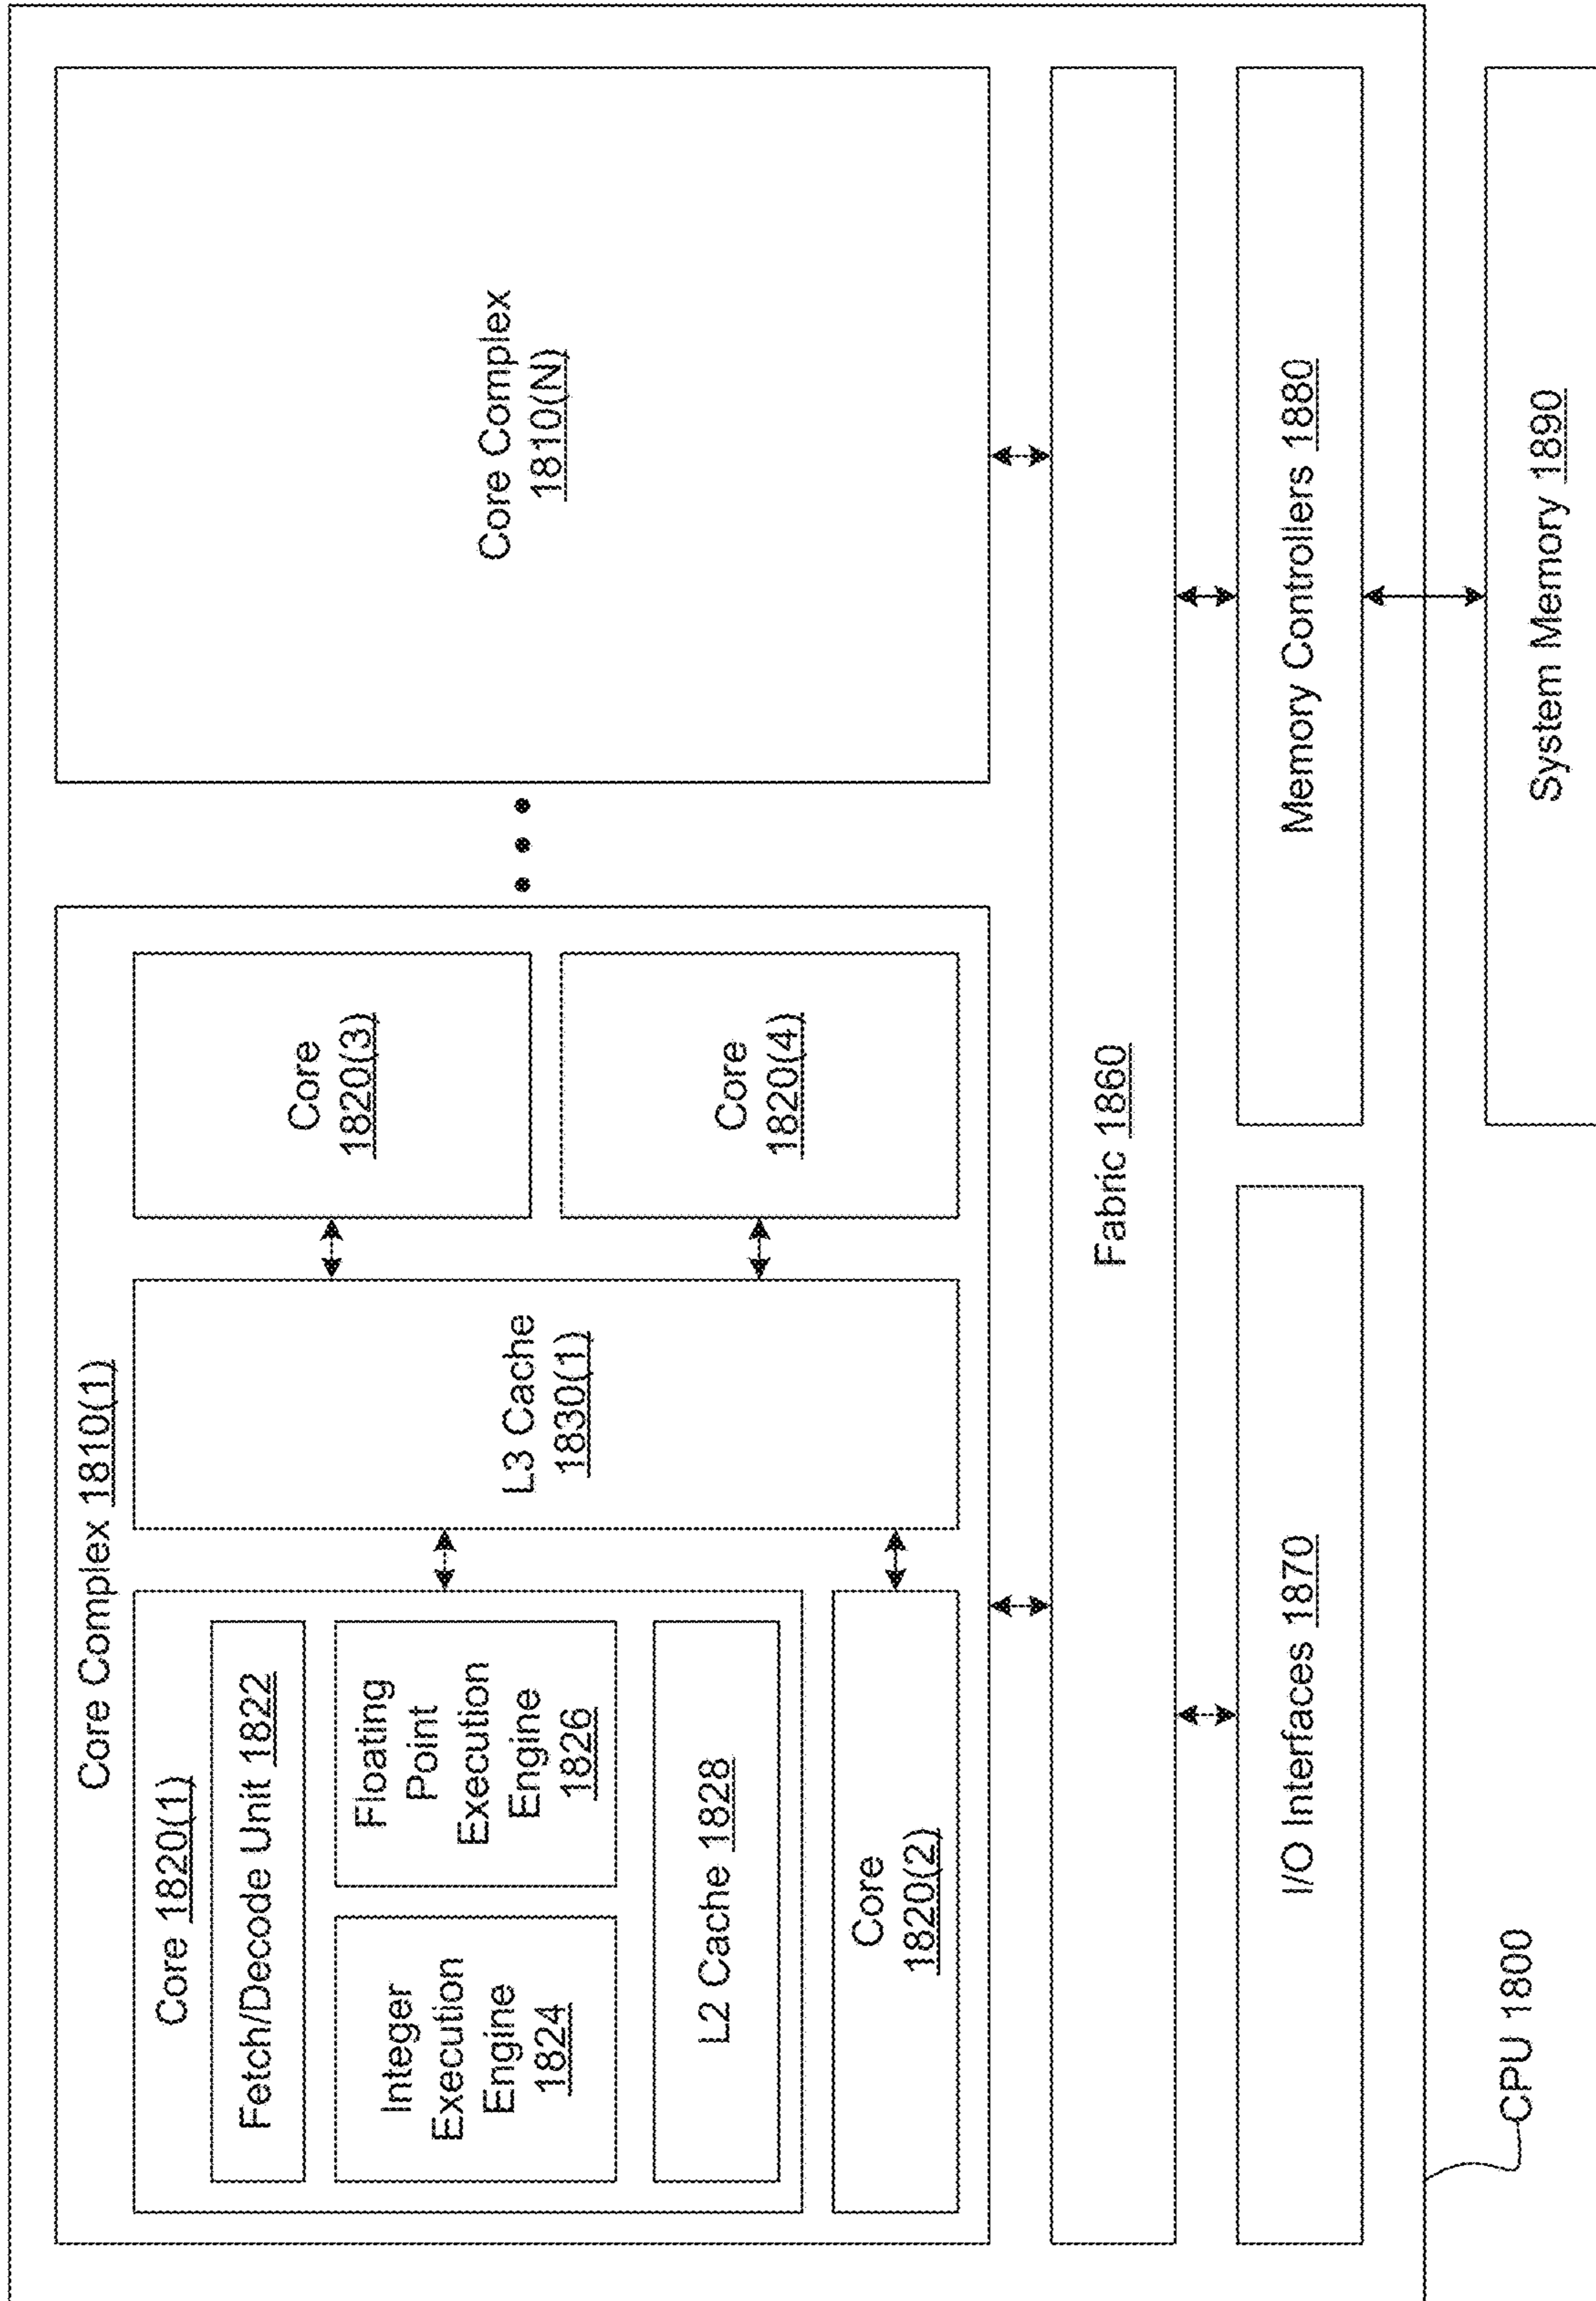 Core Complex 1810(1)
Core 1820(1)
Fetch/Decode Unit 1822
Integer
Execution
Engine
1824
Floating
Point
Execution
Engine
1826
L2 Cache 1828
Core
1820(2)
L3 Cache
1830(1)
Core
1820(3)
Core
1820(4)
Core Complex
1810(N)
Fabric 1860
I/O Interfaces 1870
Memory Controllers 1880
CPU 1800
System Memory 1890